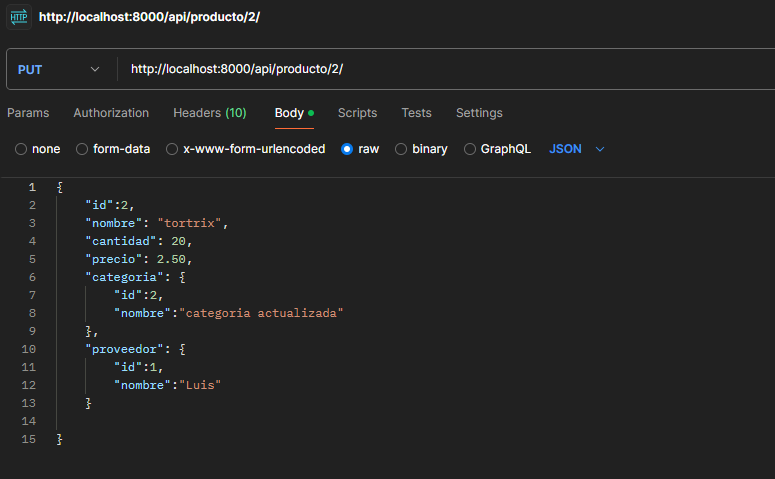 HTTP http://localhost:8000/api/producto/2/
PUT http://localhost:8000/api/producto/2/
Params Authorization Headers (10) Body Scripts Tests Settings
none form-data x-www-form-urlencoded raw binary GraphQL JSON
1 {
2 "id":2,
3 "nombre": "tortrix",
4 "cantidad": 20,
5 "precio": 2.50,
6 "categoria": {
7 "id":2,
8 "nombre":"categoria actualizada"
9 },
10 "proveedor": {
11 "id":1,
12 "nombre":"Luis"
13 }
14
15 }